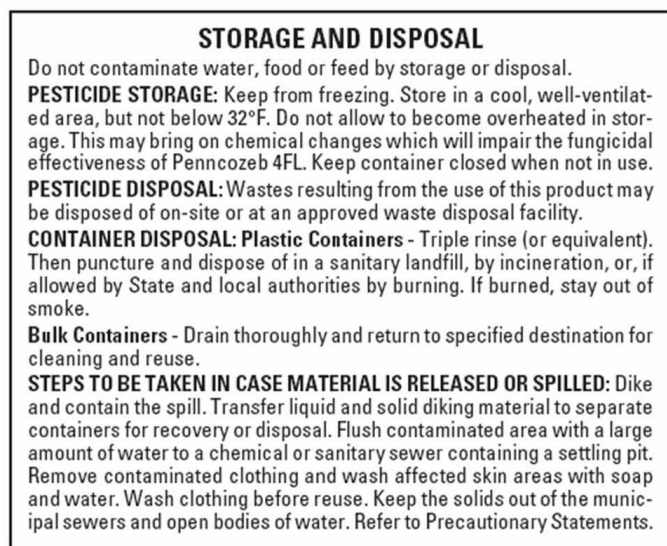 STORAGE AND DISPOSAL
Do not contaminate water, food or feed by storage or disposal.
PESTICIDE STORAGE: Keep from freezing. Store in a cool, well-ventilat-
ed area, but not below 32°F. Do not allow to become overheated in stor-
age. This may bring on chemical changes which will impair the fungicidal
effectiveness of Penncozeb 4FL. Keep container closed when not in use.
PESTICIDE DISPOSAL: Wastes resulting from the use of this product may
be disposed of on-site or at an approved waste disposal facility.
CONTAINER DISPOSAL: Plastic Containers - Triple rinse (or equivalent).
Then puncture and dispose of in a sanitary landfill, by incineration, or, if
allowed by State and local authorities by burning. If burned, stay out of
smoke.
Bulk Containers - Drain thoroughly and return to specified destination for
cleaning and reuse.
STEPS TO BE TAKEN IN CASE MATERIAL IS RELEASED OR SPILLED: Dike
and contain the spill. Transfer liquid and solid diking material to separate
containers for recovery or disposal. Flush contaminated area with a large
amount of water to a chemical or sanitary sewer containing a settling pit.
Remove contaminated clothing and wash affected skin areas with soap
and water. Wash clothing before reuse. Keep the solids out of the munic-
ipal sewers and open bodies of water. Refer to Precautionary Statements.